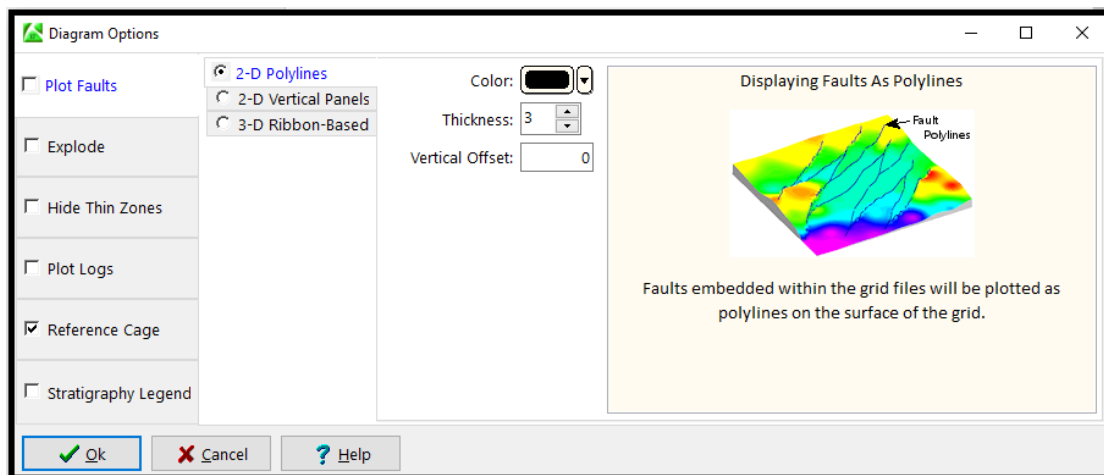 Diagram Options
Plot Faults
Explode
Hide Thin Zones
Plot Logs
Reference Cage
Stratigraphy Legend
2-D Polylines
2-D Vertical Panels
3-D Ribbon-Based
Color:
Thickness: 3
Vertical Offset: 0
Displaying Faults As Polylines
Fault
Polylines
Faults embedded within the grid files will be plotted as
polylines on the surface of the grid.
Ok
Cancel
? Help